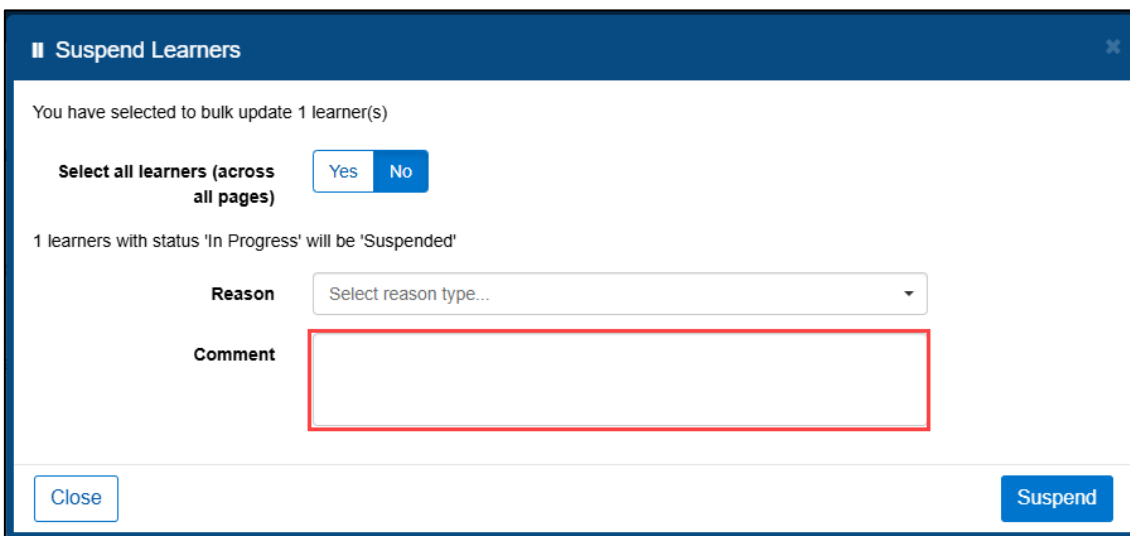 Suspend Learners
You have selected to bulk update 1 learner(s)
Select all learners (across
all pages)
Yes No
1 learners with status 'In Progress' will be 'Suspended'
Reason Select reason type...
Comment
Close Suspend